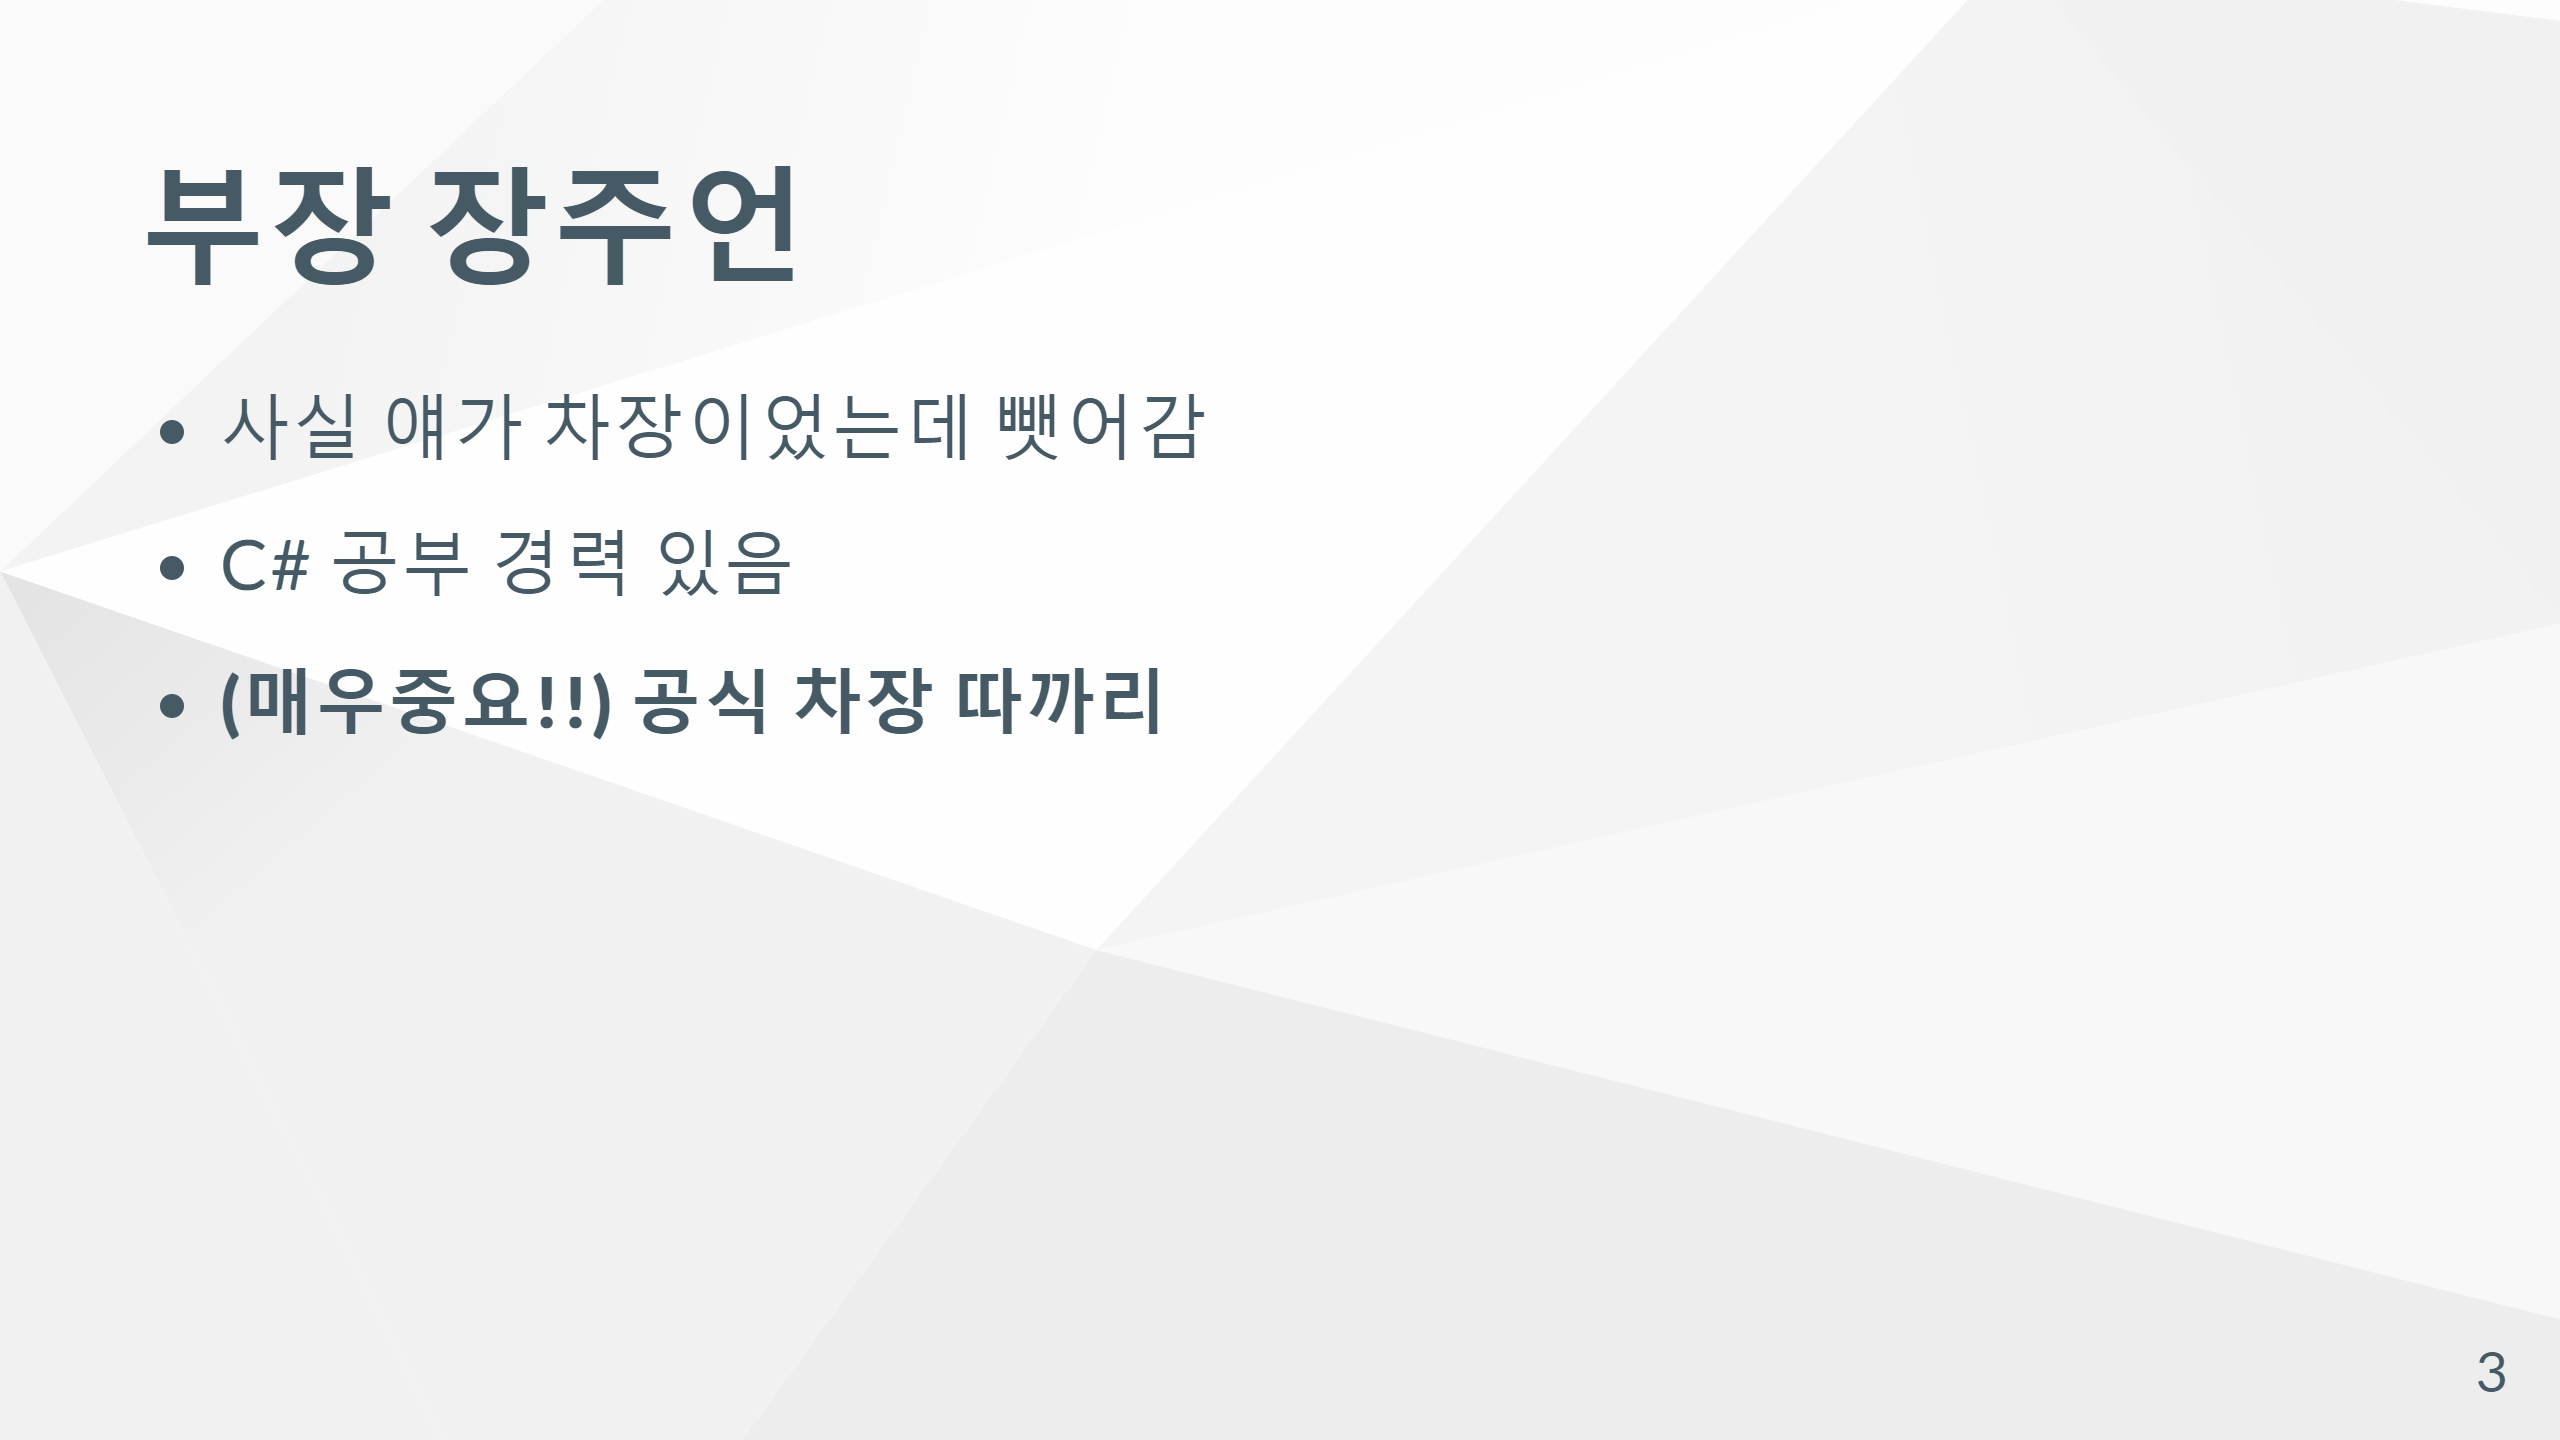 부장 장주언
• 사실 얘가 차장이었는데 뺏어감
• C# 공부 경력 있음
• (매우중요!!) 공식 차장 따까리
3